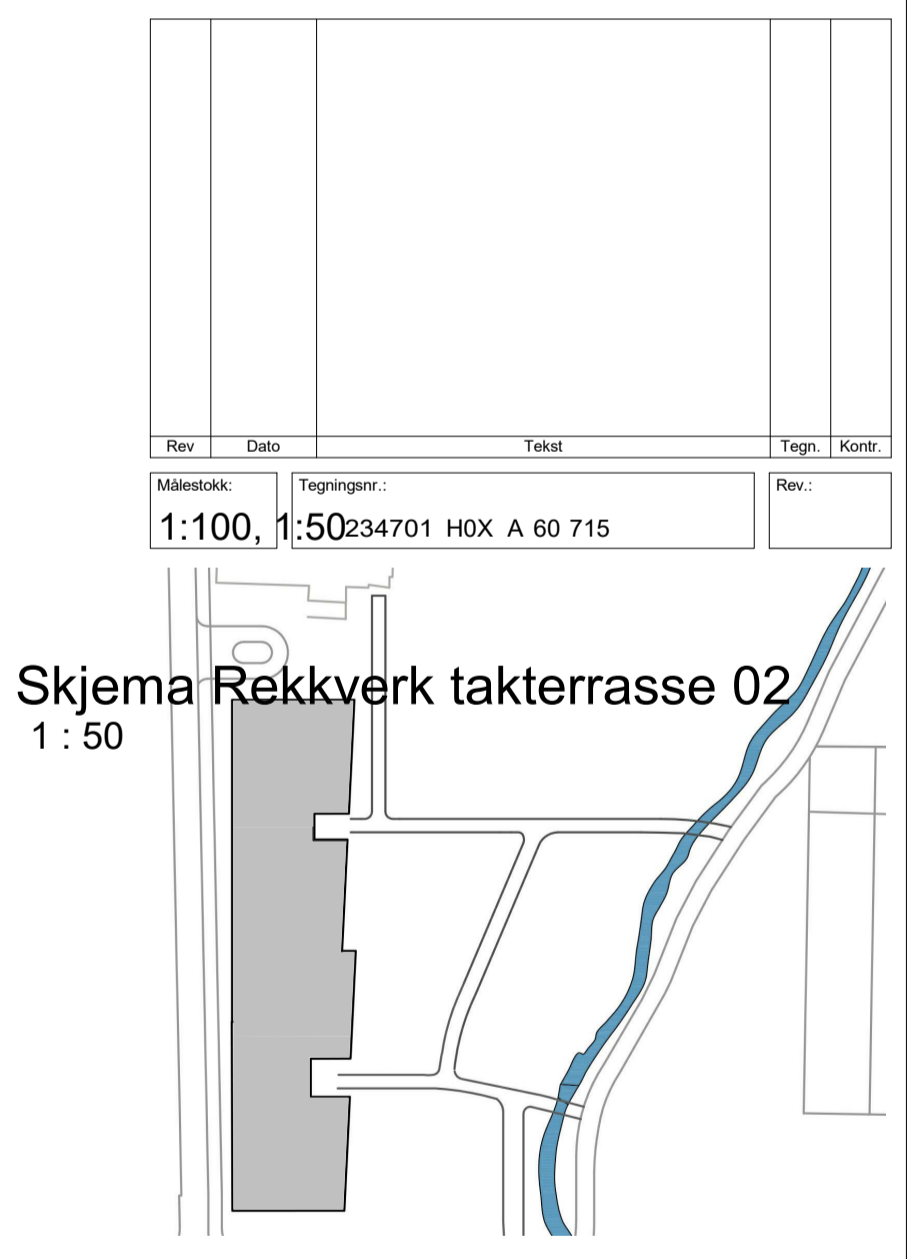 Rev Dato Tekst Tegn. Kontr.
Målestokk: Tegningsnr.: Rev.:
1:100, 1:50 234701 H0X A 60 715
Skjema Rekkverk takterrasse 02
1 : 50